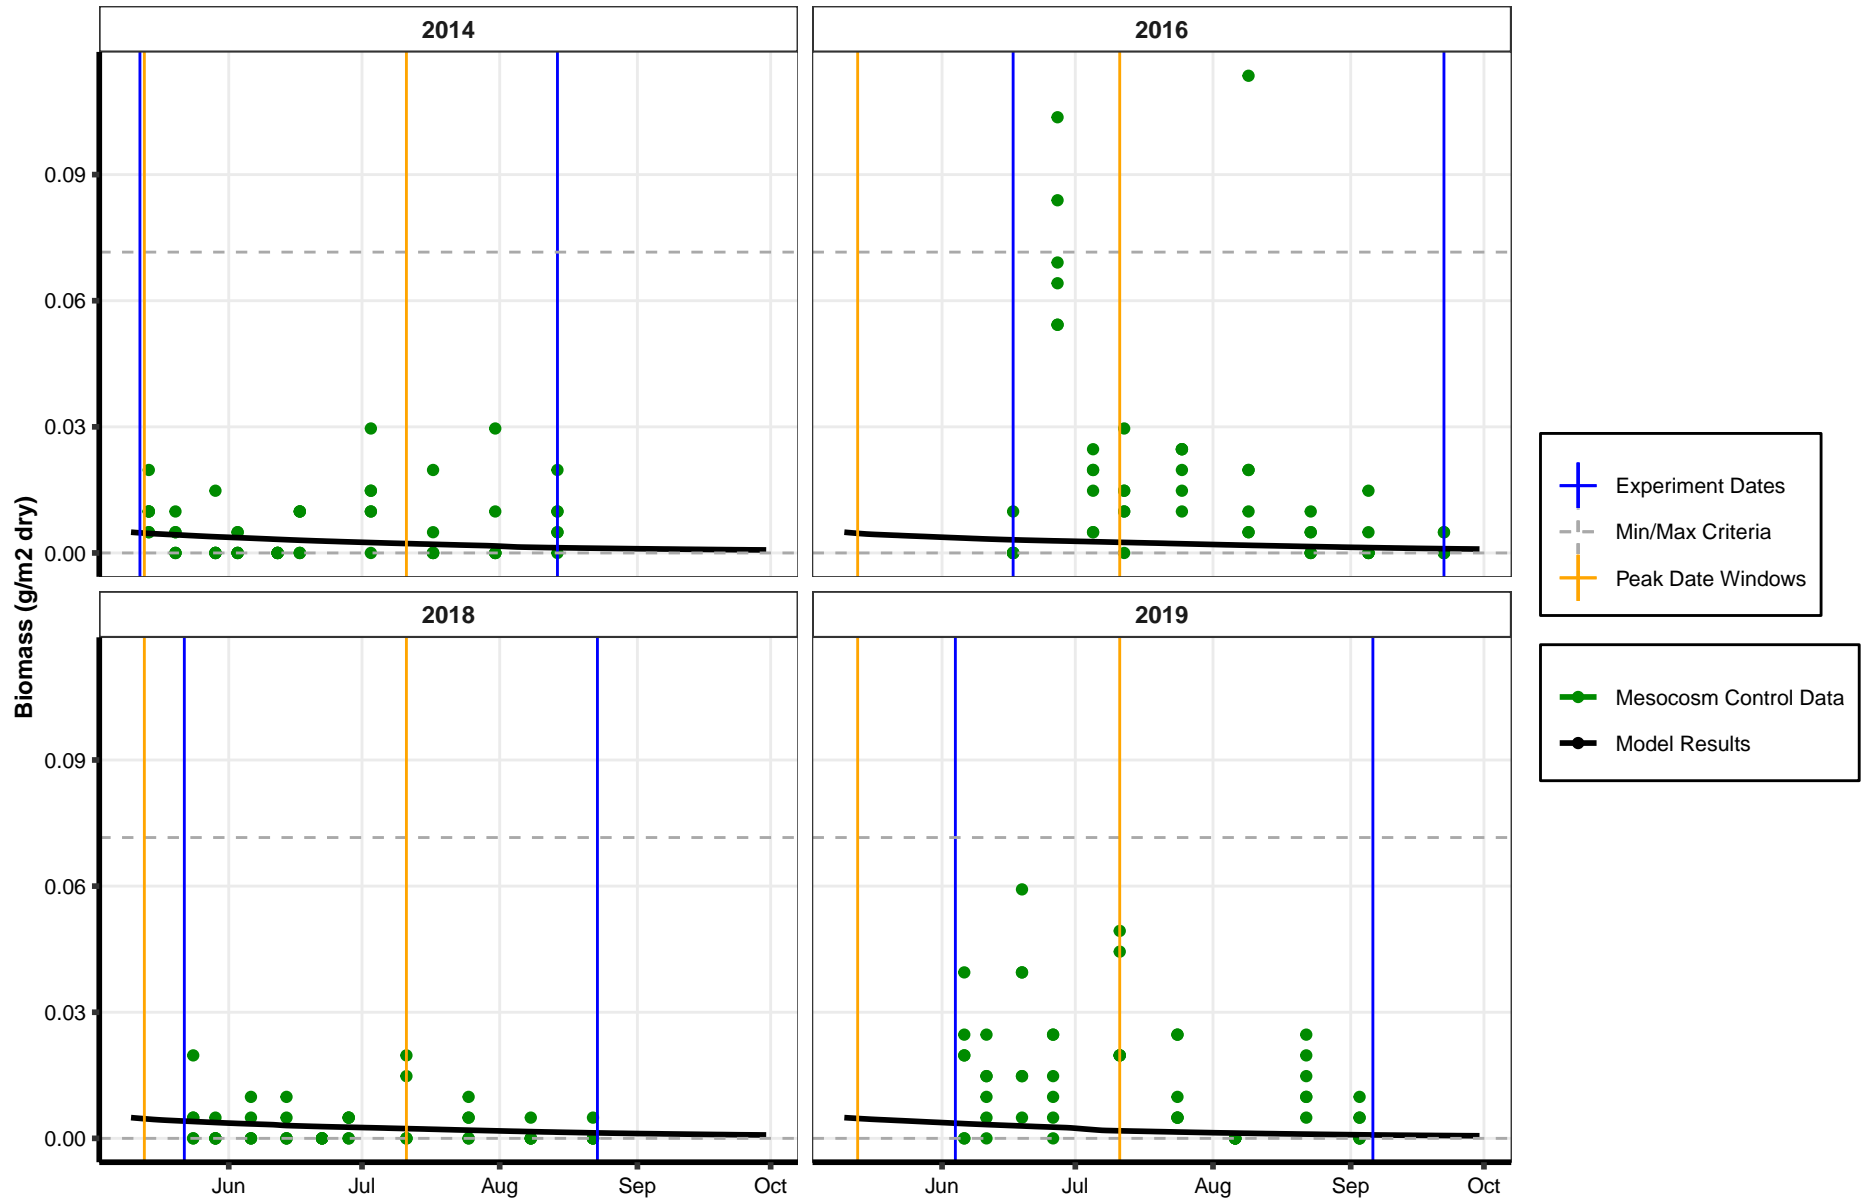 2014
2016
0.09
0.06
0.03
0.00
Biomass (g/m2 dry)
2018
2019
0.09
0.06
0.03
0.00
Jun Jul Aug Sep Oct
Jun Jul Aug Sep Oct
Experiment Dates
Min/Max Criteria
Peak Date Windows
Mesocosm Control Data
Model Results